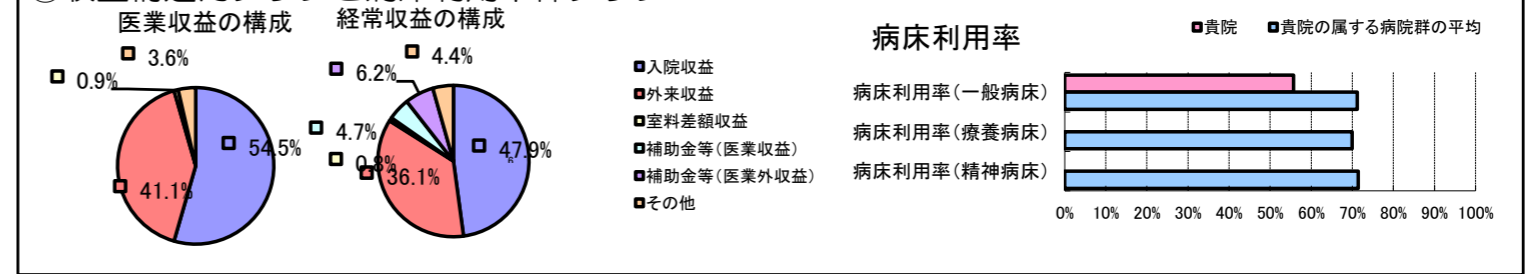 医業収益の構成
3.6%
0.9%
54.5%
41.1%
経常収益の構成
4.4%
6.2%
4.7%
0.8%
36.1%
47.9%
入院収益
外来収益
室料差額収益
補助金等(医業収益)
補助金等(医業外収益)
その他
病床利用率
貴院
貴院の属する病院群の平均
病床利用率(一般病床)
病床利用率(療養病床)
病床利用率(精神病床)
0% 10% 20% 30% 40% 50% 60% 70% 80% 90% 100%